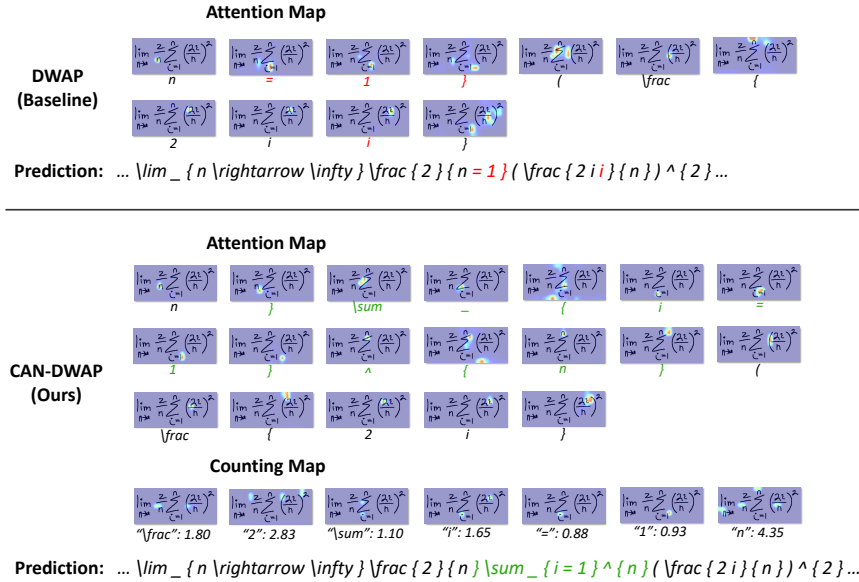 Attention Map
DWAP
(Baseline)
n = 1 } ( \frac {
2 i i }
Prediction: ... \lim _ { n \rightarrow \infty } \frac { 2 } { n = 1 } ( \frac { 2 i i } { n } ) ^ { 2 } ...
Attention Map
n } \sum _ { i =
CAN-DWAP
(Ours)
1 } ^ { n } (
\frac { 2 i }
Counting Map
"\frac": 1.80 "2": 2.83 "\sum": 1.10 "i": 1.65 "=": 0.88 "1": 0.93 "n": 4.35
Prediction: ... \lim _ { n \rightarrow \infty } \frac { 2 } { n } \sum _ { i = 1 } ^ { n } ( \frac { 2 i } { n } ) ^ { 2 } ...